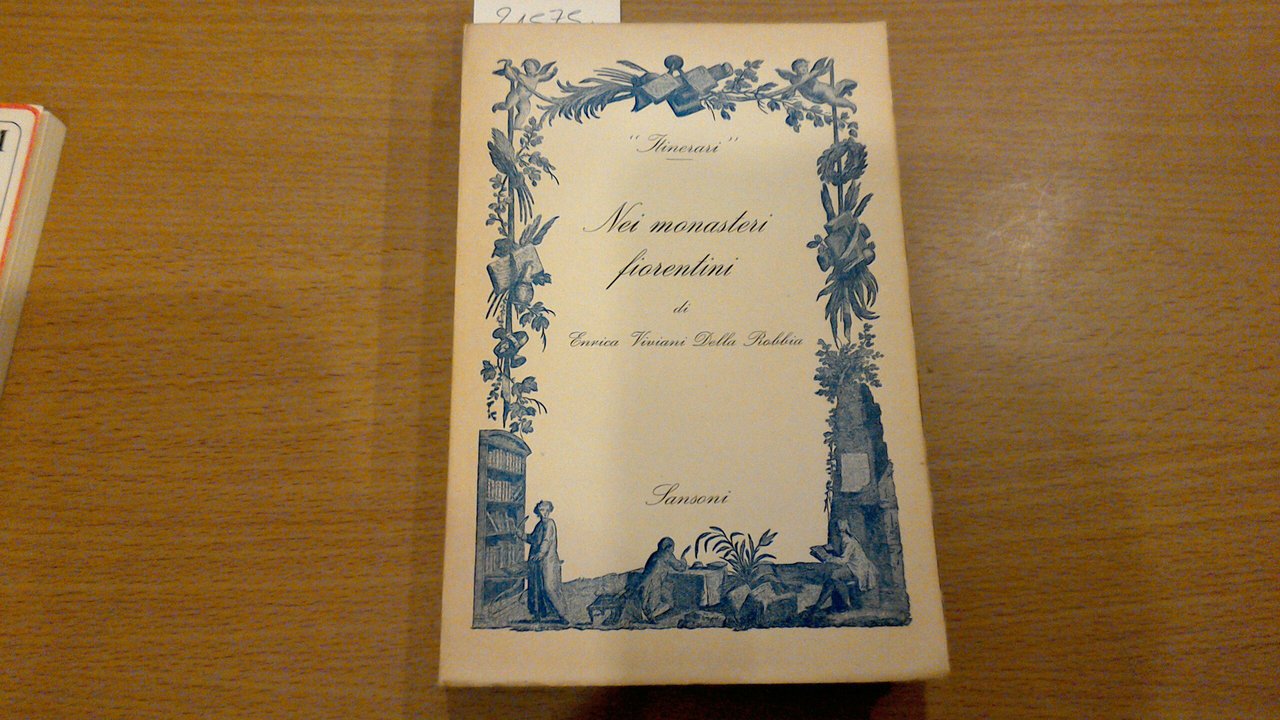 "Itinerari"
Nei monasteri
fiorentini
di
Enrica Viviani Della Robbia
Sansoni